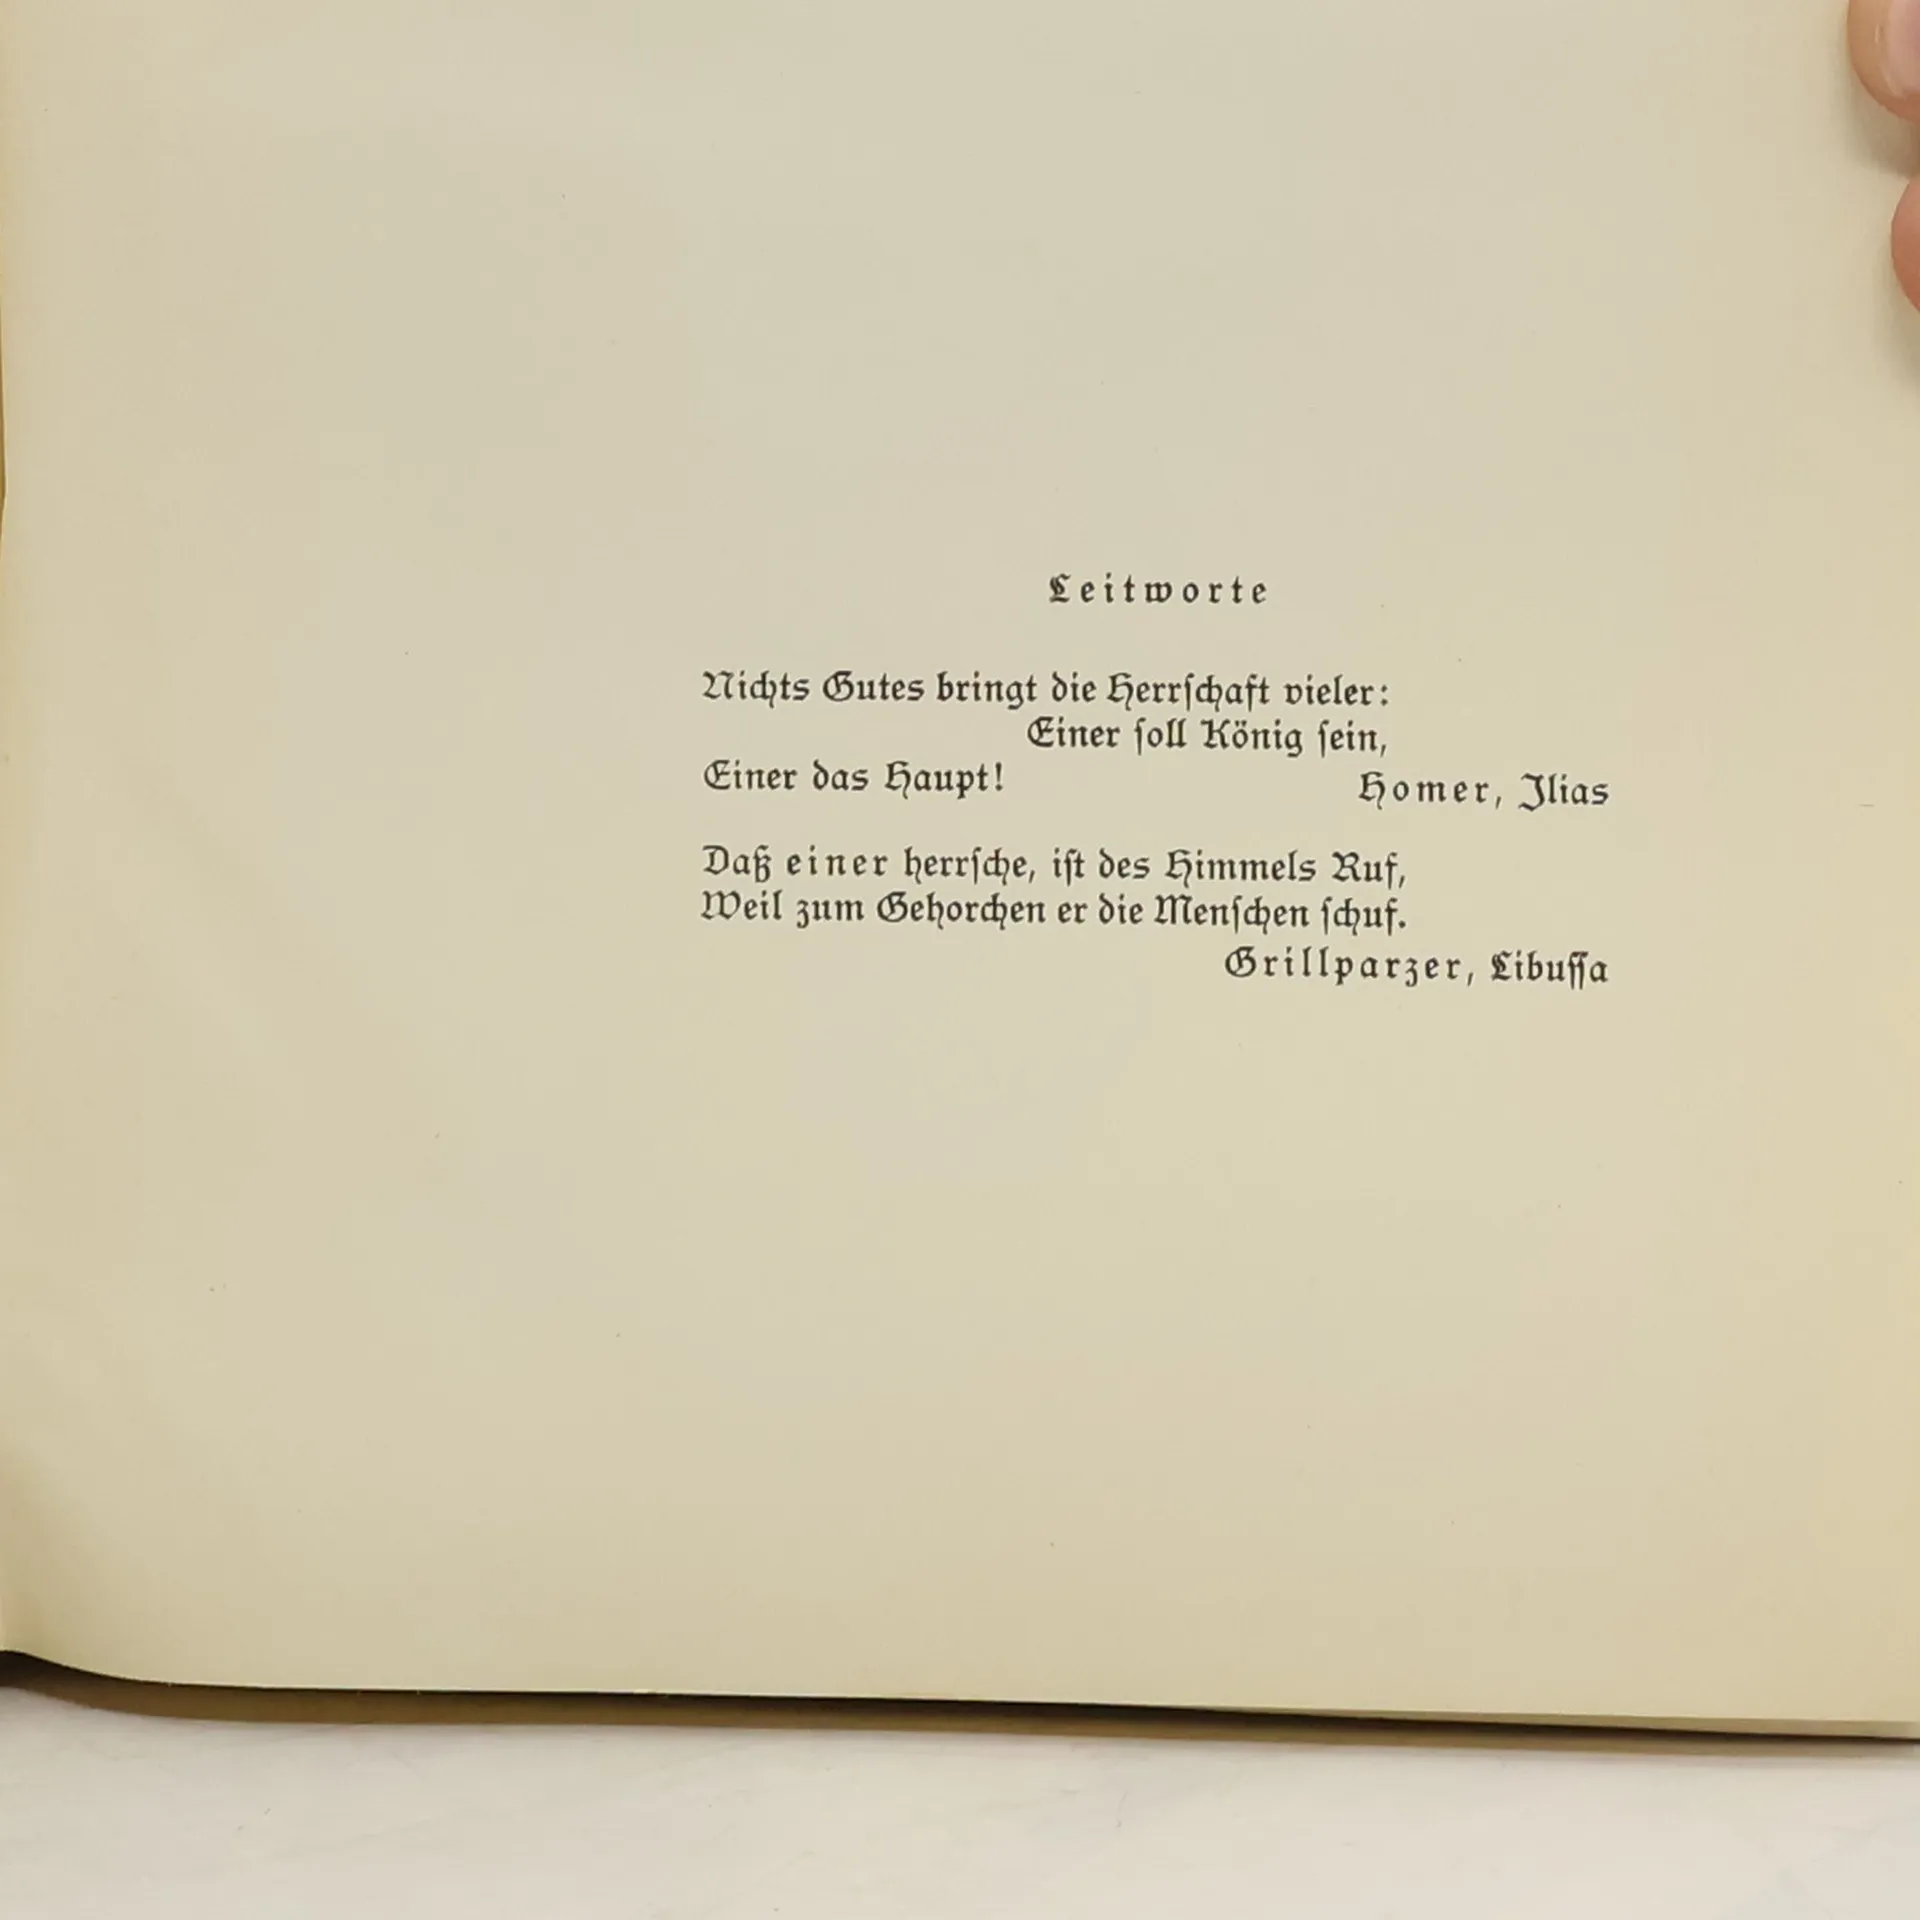 Leitworte
Nichts Gutes bringt die Herrſchaft vieler:
Einer ſoll König ſein,
Einer das Haupt!
Homer, Ilias
Daß einer herrſche, iſt des Himmels Ruf,
Weil zum Gehorchen er die Menſchen ſchuf.
Grillparzer, Libuſſa